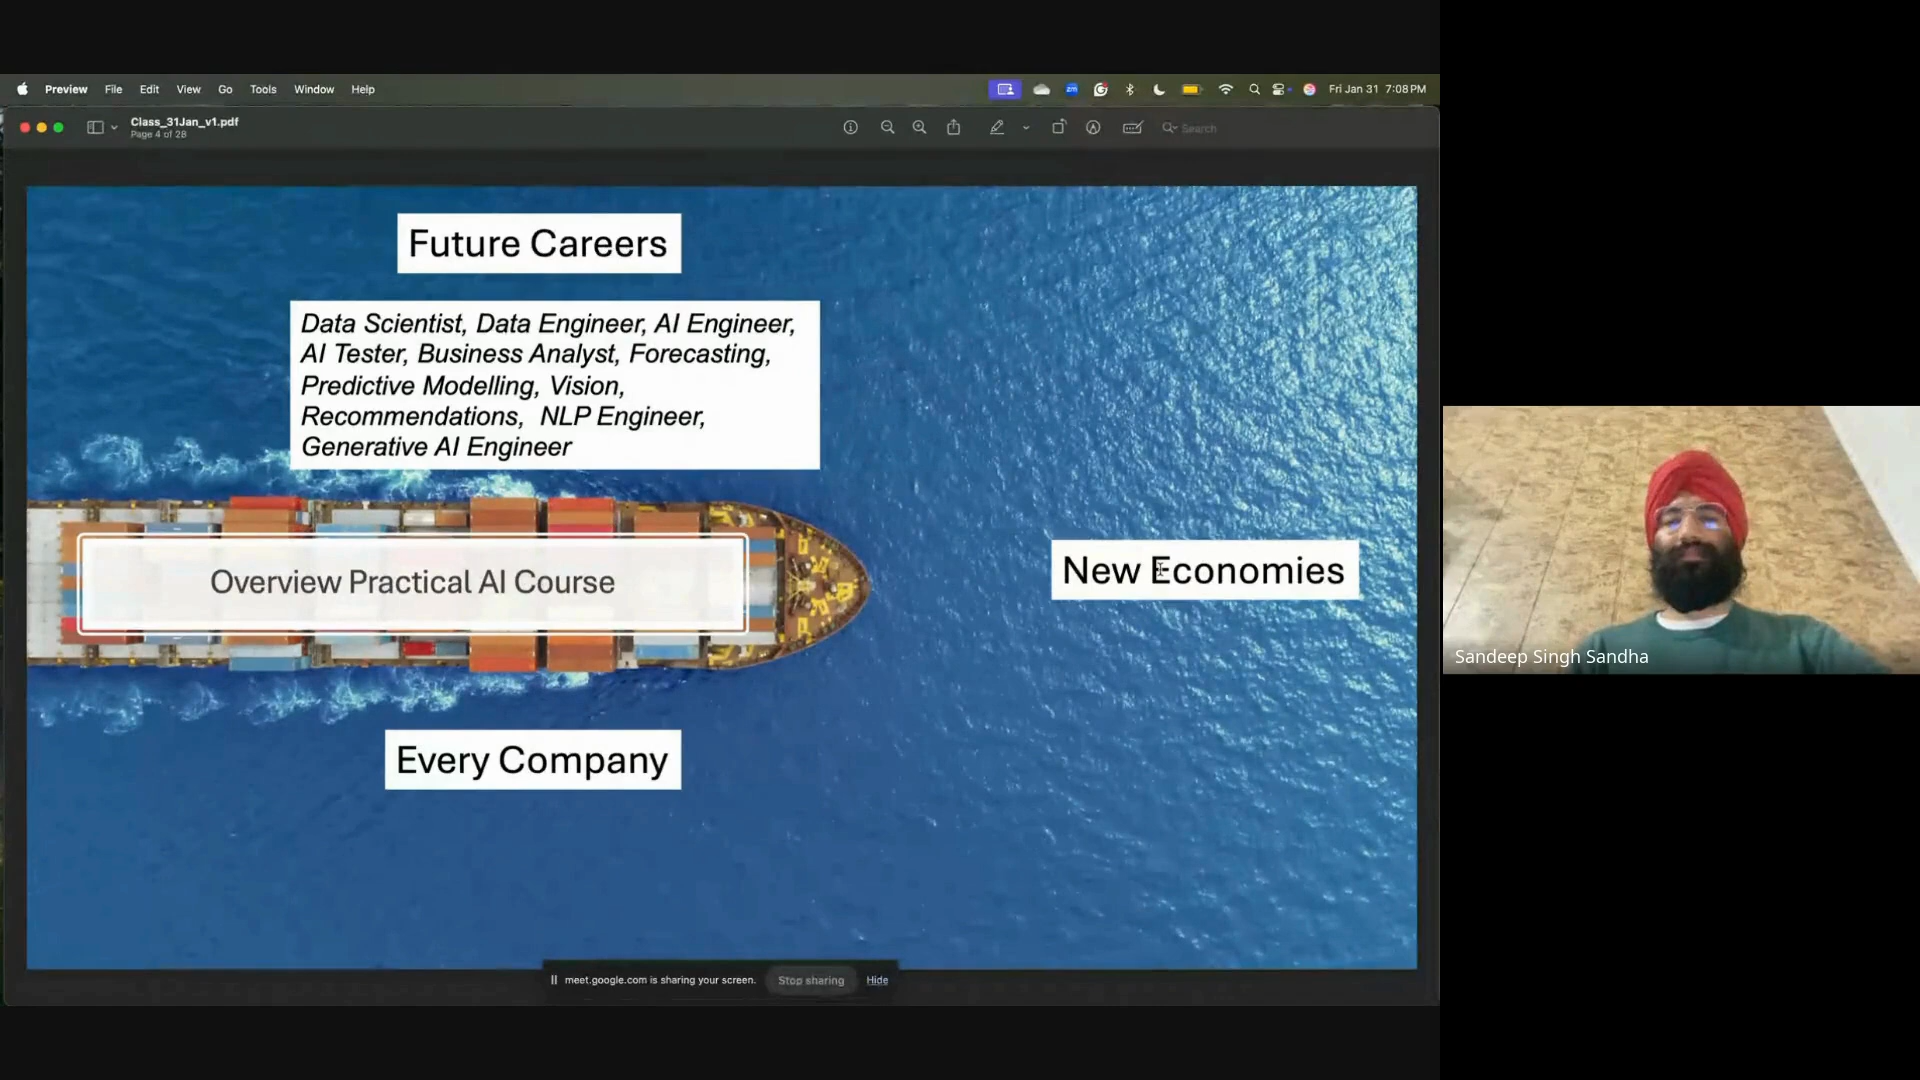 Preview File Edit View Go Tools Window Help
zm
Fri Jan 31 7:08 PM
Class_31Jan_v1.pdf
Page 4 of 28
Search
Future Careers
Data Scientist, Data Engineer, AI Engineer,
AI Tester, Business Analyst, Forecasting,
Predictive Modelling, Vision,
Recommendations, NLP Engineer,
Generative AI Engineer
Overview Practical AI Course
New Economies
Every Company
Sandeep Singh Sandha
meet.google.com is sharing your screen. Stop sharing Hide